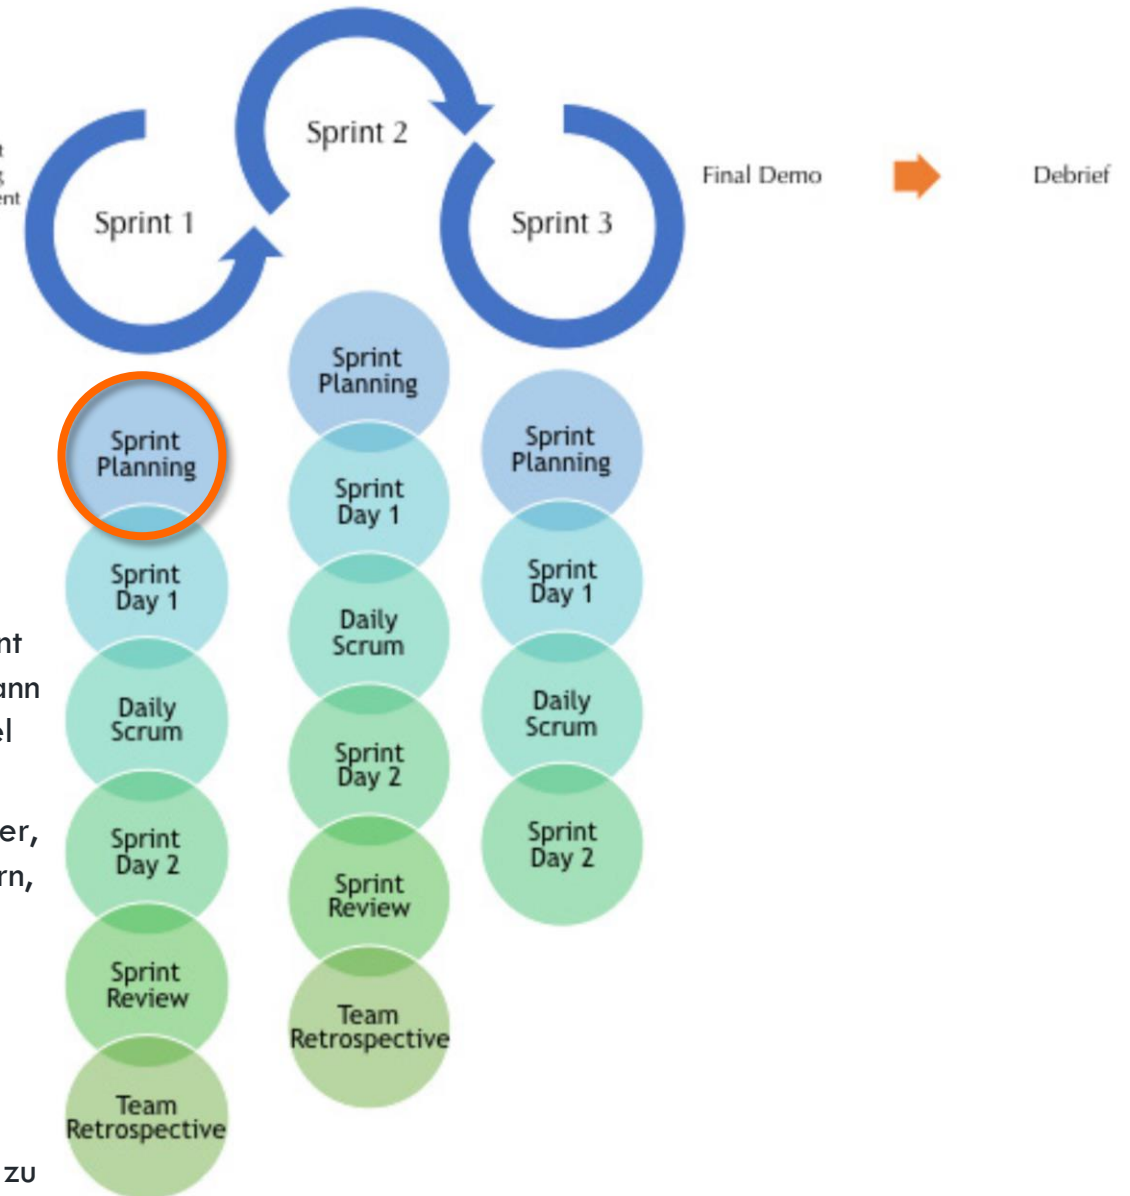 Sprint 1
Sprint 2
Sprint 3
Final Demo
Debrief
Sprint
Planning
Sprint
Day 1
Daily
Scrum
Sprint
Day 2
Sprint
Review
Team
Retrospective
Sprint
Planning
Sprint
Day 1
Daily
Scrum
Sprint
Day 2
Sprint
Review
Team
Retrospective
Sprint
Planning
Sprint
Day 1
Daily
Scrum
Sprint
Day 2
zu